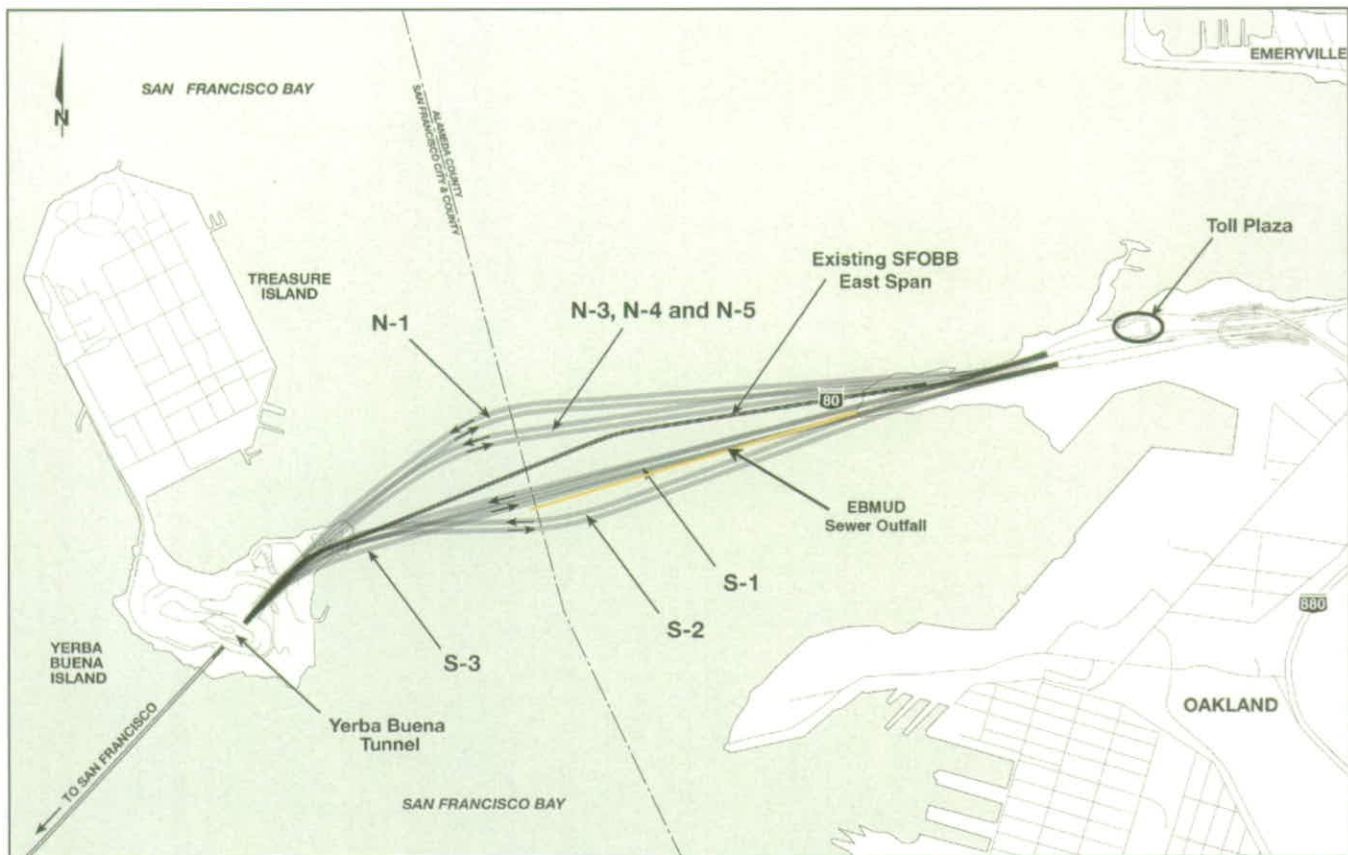 SAN FRANCISCO BAY
EMERYVILLE
N
ALAMEDA COUNTY
SAN FRANCISCO CITY & COUNTY
Toll Plaza
Existing SFOBB
East Span
TREASURE
ISLAND
N-3, N-4 and N-5
N-1
80
EBMUD
Sewer Outfall
S-1
S-2
S-3
880
YERBA
BUENA
ISLAND
OAKLAND
Yerba Buena
Tunnel
TO SAN FRANCISCO
SAN FRANCISCO BAY